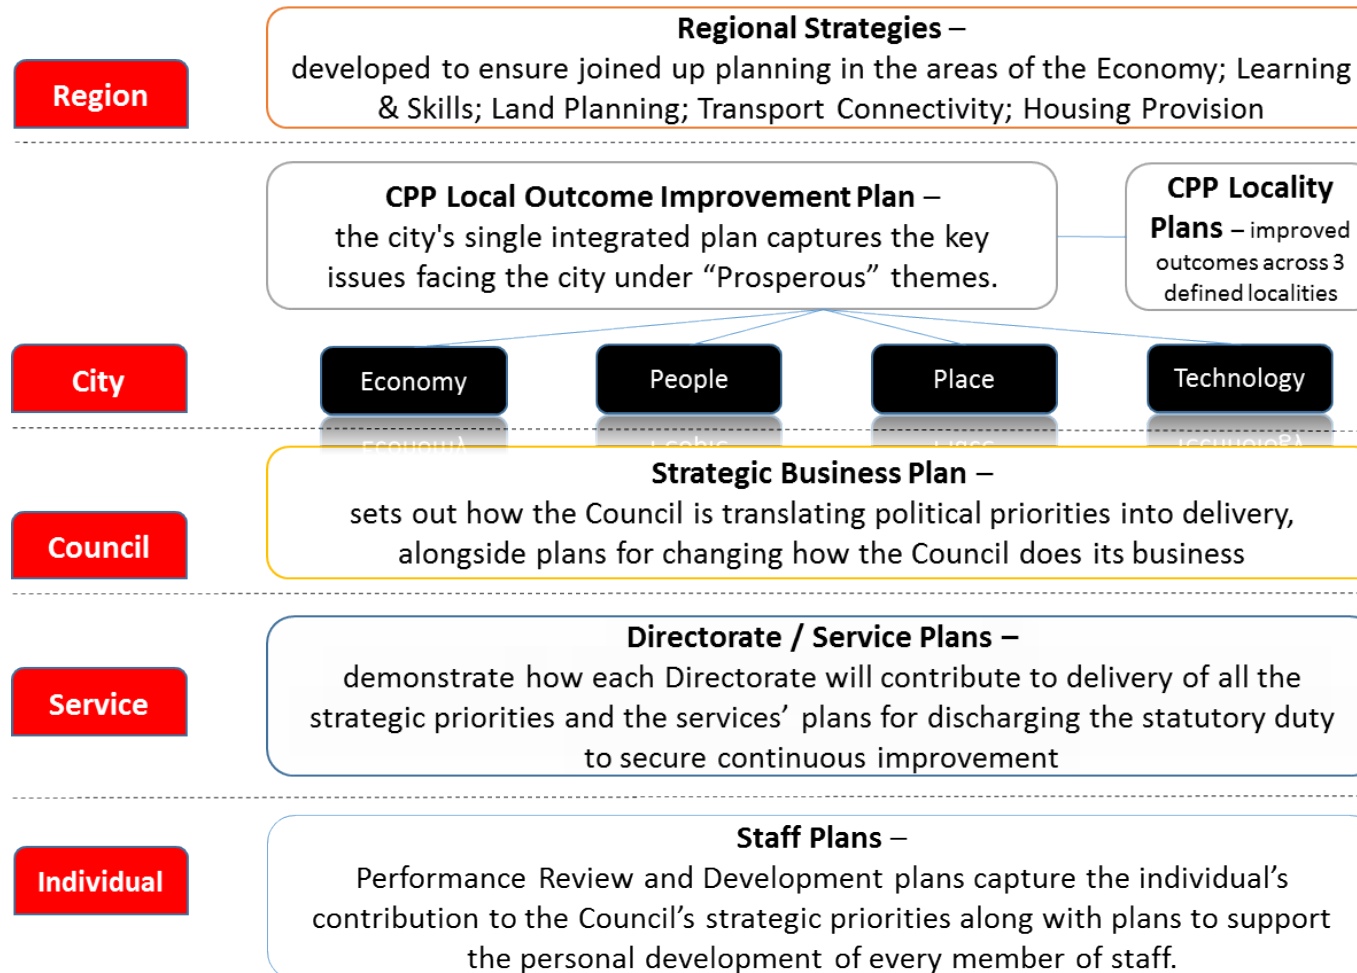 Region
Regional Strategies –
developed to ensure joined up planning in the areas of the Economy; Learning
& Skills; Land Planning; Transport Connectivity; Housing Provision
City
CPP Local Outcome Improvement Plan –
the city's single integrated plan captures the key
issues facing the city under “Prosperous” themes.
CPP Locality
Plans – improved
outcomes across 3
defined localities
Economy
People
Place
Technology
Council
Strategic Business Plan –
sets out how the Council is translating political priorities into delivery,
alongside plans for changing how the Council does its business
Service
Directorate / Service Plans –
demonstrate how each Directorate will contribute to delivery of all the
strategic priorities and the services’ plans for discharging the statutory duty
to secure continuous improvement
Individual
Staff Plans –
Performance Review and Development plans capture the individual’s
contribution to the Council’s strategic priorities along with plans to support
the personal development of every member of staff.